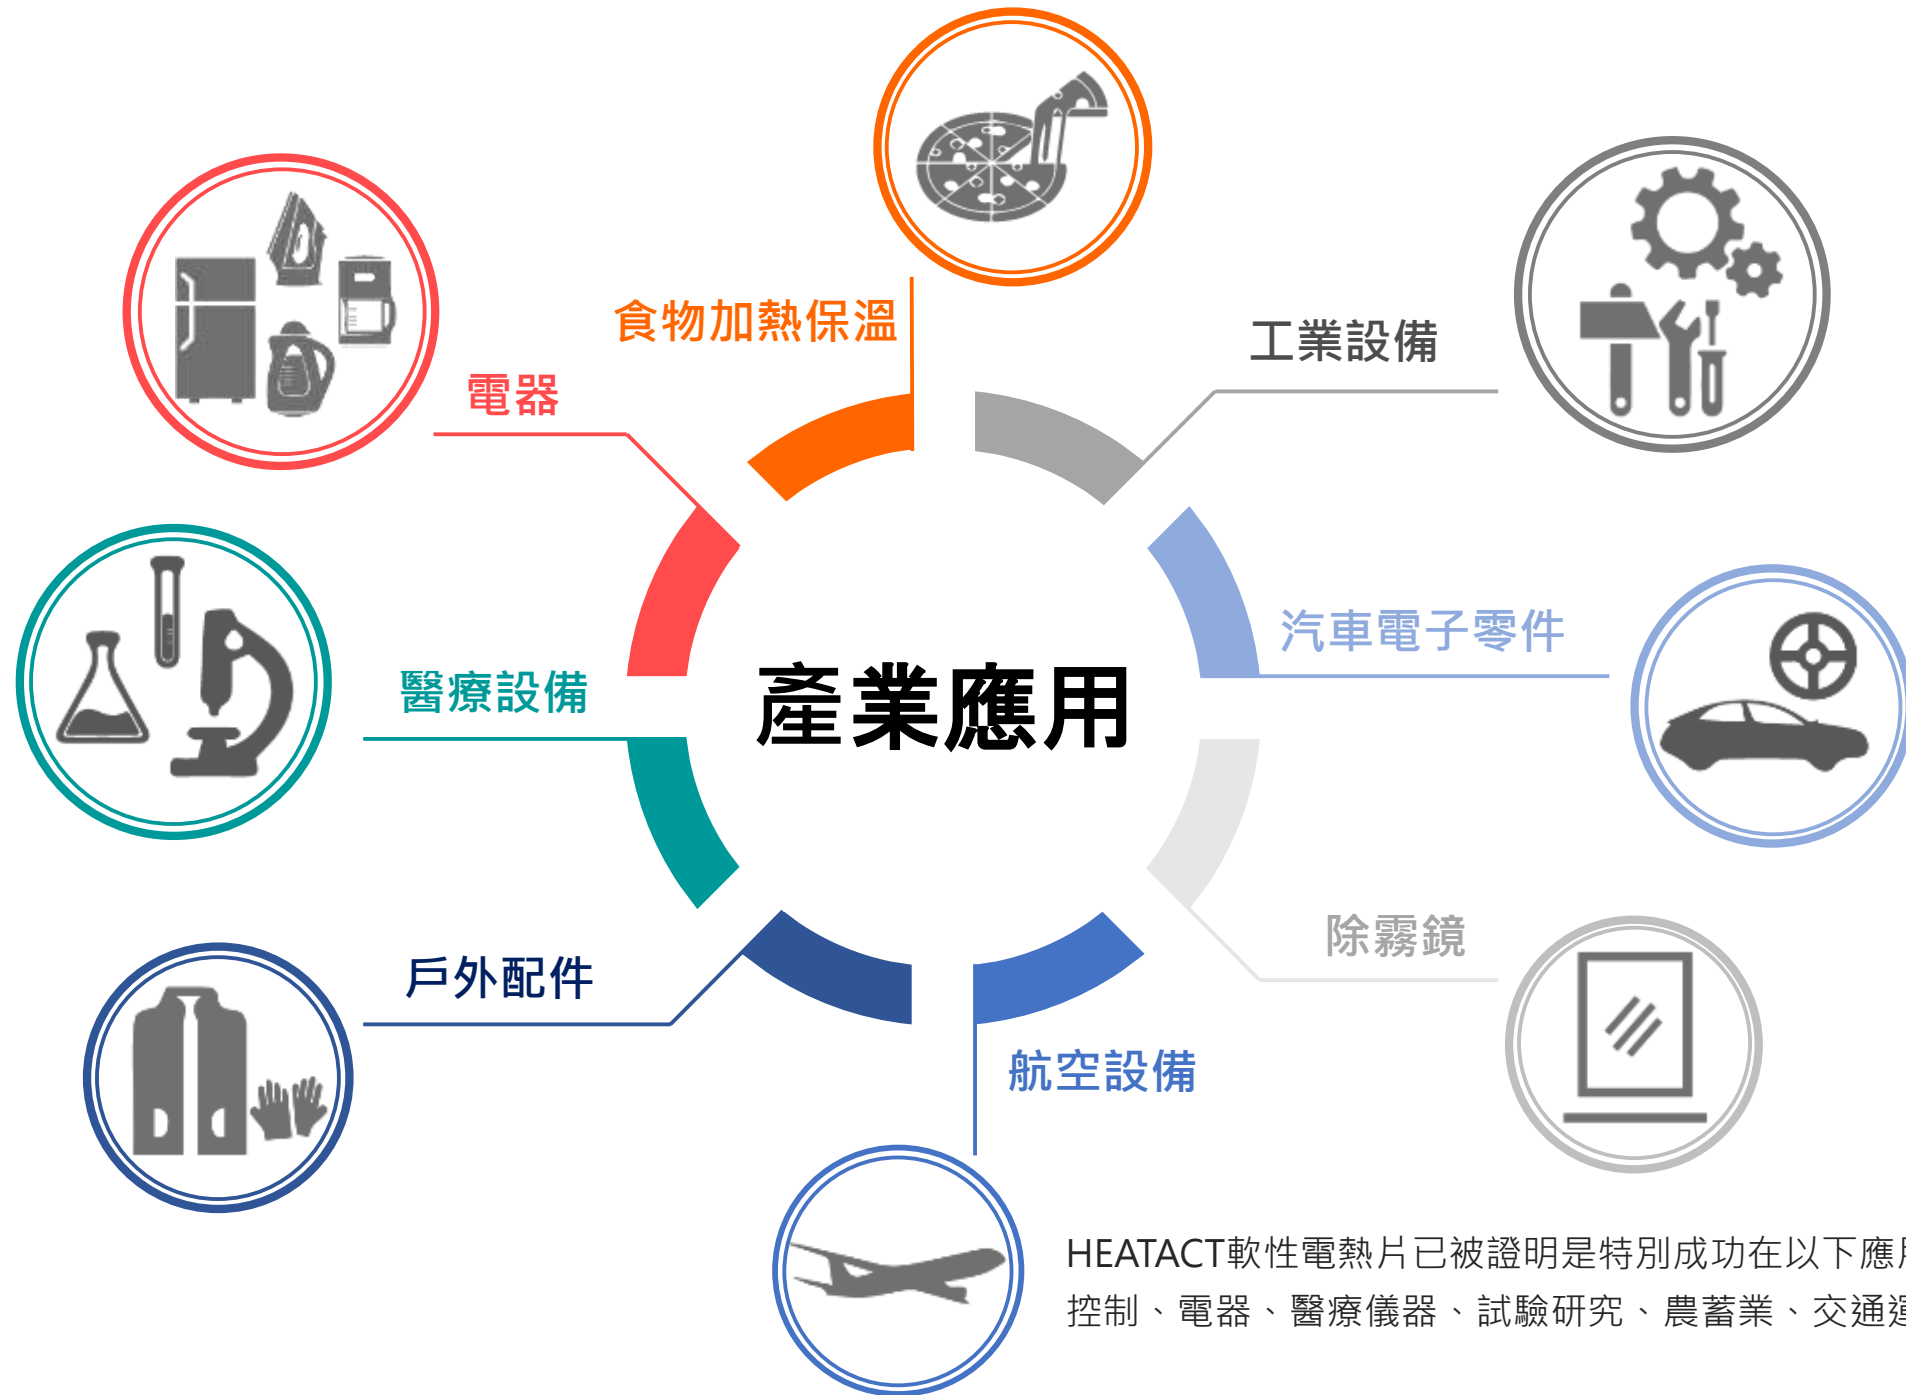 食物加熱保溫
工業設備
電器
汽車電子零件
產業應用
醫療設備
除霧鏡
戶外配件
航空設備
HEATACT軟性電熱片已被證明是特別成功在以下應用
控制、電器、醫療儀器、試驗研究、農蓄業、交通運